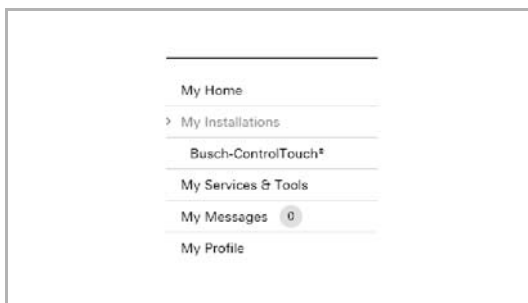 My Home
My Installations
Busch-ControlTouch®
My Services & Tools
My Messages 0
My Profile